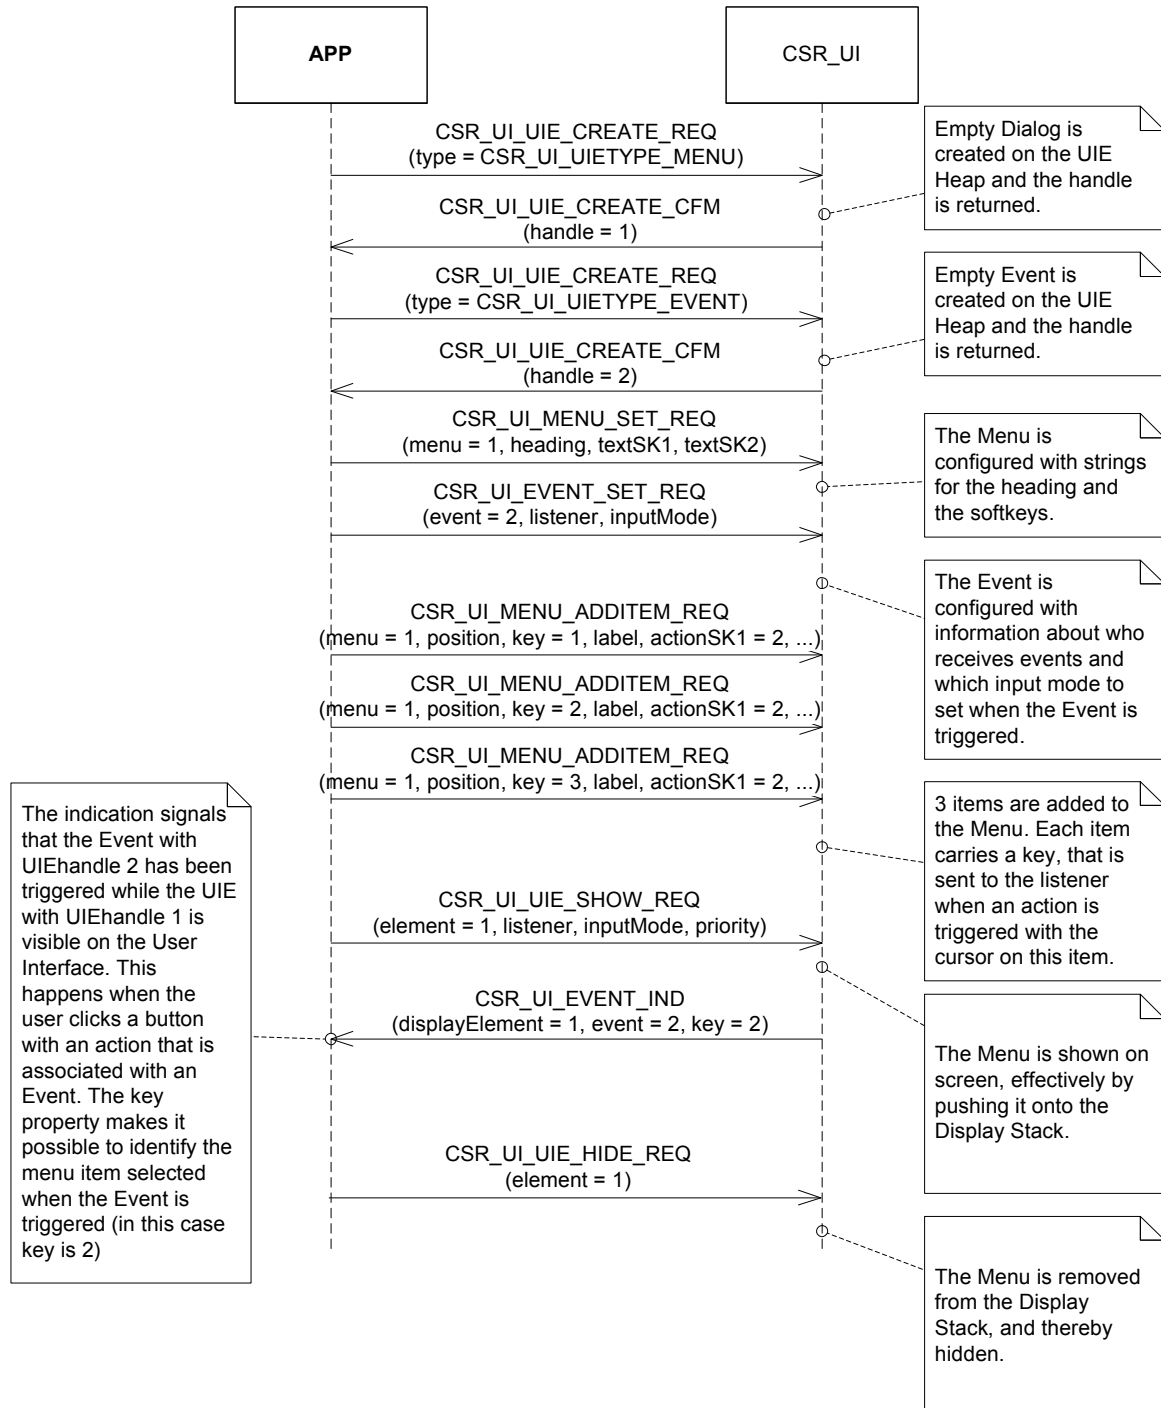 APP
CSR_UI
CSR_UI_UIE_CREATE_REQ
(type = CSR_UI_UIETYPE_MENU)
Empty Dialog is
created on the UIE
Heap and the handle
is returned.
CSR_UI_UIE_CREATE_CFM
(handle = 1)
CSR_UI_UIE_CREATE_REQ
(type = CSR_UI_UIETYPE_EVENT)
Empty Event is
created on the UIE
Heap and the handle
is returned.
CSR_UI_UIE_CREATE_CFM
(handle = 2)
CSR_UI_MENU_SET_REQ
(menu = 1, heading, textSK1, textSK2)
The Menu is
configured with strings
for the heading and
the softkeys.
CSR_UI_EVENT_SET_REQ
(event = 2, listener, inputMode)
The Event is
configured with
information about who
receives events and
which input mode to
set when the Event is
triggered.
CSR_UI_MENU_ADDITEM_REQ
(menu = 1, position, key = 1, label, actionSK1 = 2, ...)
CSR_UI_MENU_ADDITEM_REQ
(menu = 1, position, key = 2, label, actionSK1 = 2, ...)
CSR_UI_MENU_ADDITEM_REQ
(menu = 1, position, key = 3, label, actionSK1 = 2, ...)
3 items are added to
the Menu. Each item
carries a key, that is
sent to the listener
when an action is
triggered with the
cursor on this item.
The indication signals
that the Event with
UIEhandle 2 has been
triggered while the UIE
with UIEhandle 1 is
visible on the User
Interface. This
happens when the
user clicks a button
with an action that is
associated with an
Event. The key
property makes it
possible to identify the
menu item selected
when the Event is
triggered (in this case
key is 2)
CSR_UI_UIE_SHOW_REQ
(element = 1, listener, inputMode, priority)
CSR_UI_EVENT_IND
(displayElement = 1, event = 2, key = 2)
The Menu is shown on
screen, effectively by
pushing it onto the
Display Stack.
CSR_UI_UIE_HIDE_REQ
(element = 1)
The Menu is removed
from the Display
Stack, and thereby
hidden.